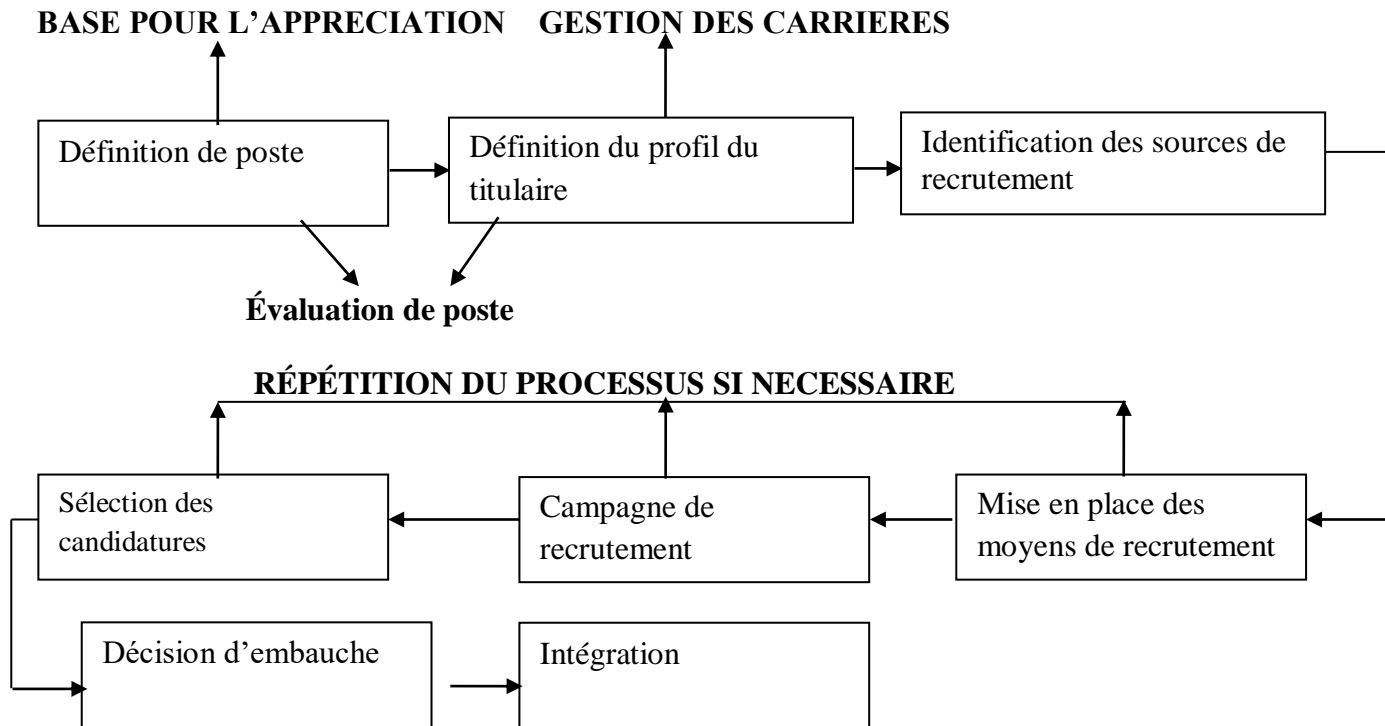 BASE POUR L'APPRECIATION GESTION DES CARRIERES
Définition de poste
Définition du profil du
titulaire
Identification des sources de
recrutement
Évaluation de poste
RÉPÉTITION DU PROCESSUS SI NECESSAIRE
Sélection des
candidatures
Campagne de
recrutement
Mise en place des
moyens de recrutement
Décision d'embauche
Intégration